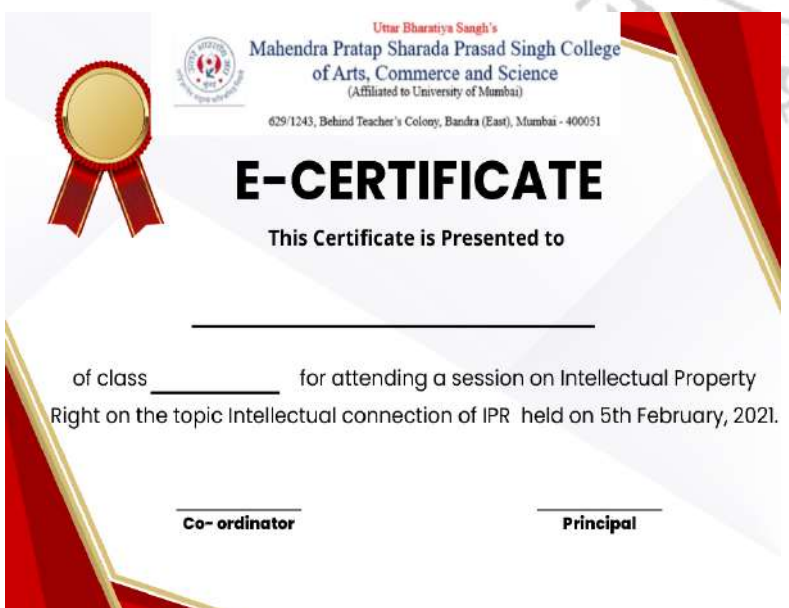 Uttar Bharatiya Sangh's
Mahendra Pratap Sharada Prasad Singh College
of Arts, Commerce and Science
(Affiliated to University of Mumbai)
629/1243, Behind Teacher's Colony, Bandra (East), Mumbai - 400051
E-CERTIFICATE
This Certificate is Presented to
of class for attending a session on Intellectual Property
Right on the topic Intellectual connection of IPR held on 5th February, 2021.
Co- ordinator Principal